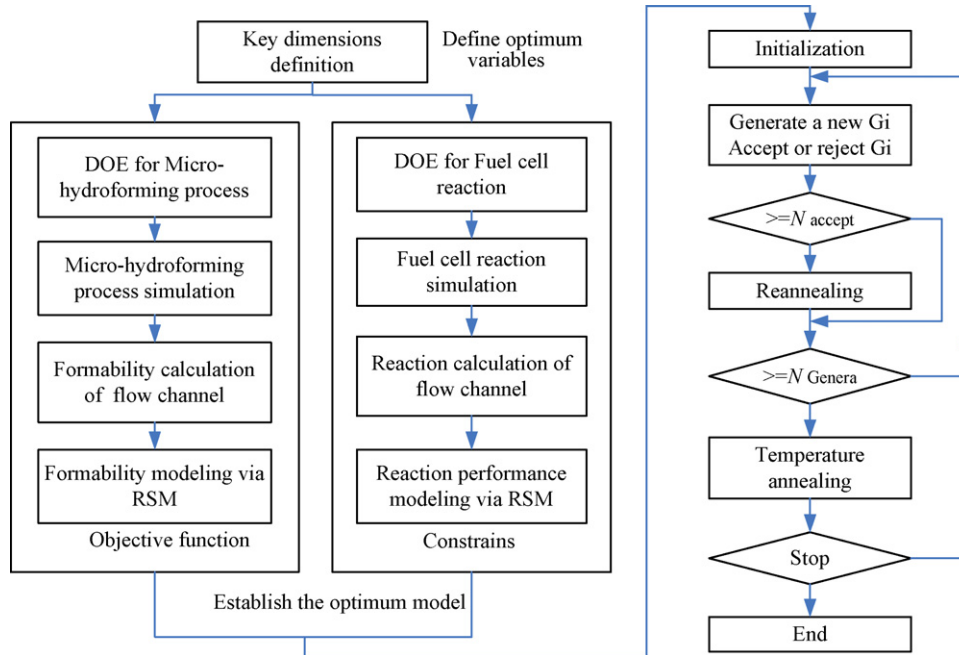 Key dimensions
definition
Define optimum
variables
DOE for Micro-
hydroforming process
Micro-hydroforming
process simulation
Formability calculation
of flow channel
Formability modeling via
RSM
Objective function
DOE for Fuel cell
reaction
Fuel cell reaction
simulation
Reaction calculation of
flow channel
Reaction performance
modeling via RSM
Constrains
Establish the optimum model
Initialization
Generate a new Gi
Accept or reject Gi
>=N accept
Reannealing
>=N Genera
Temperature
annealing
Stop
End